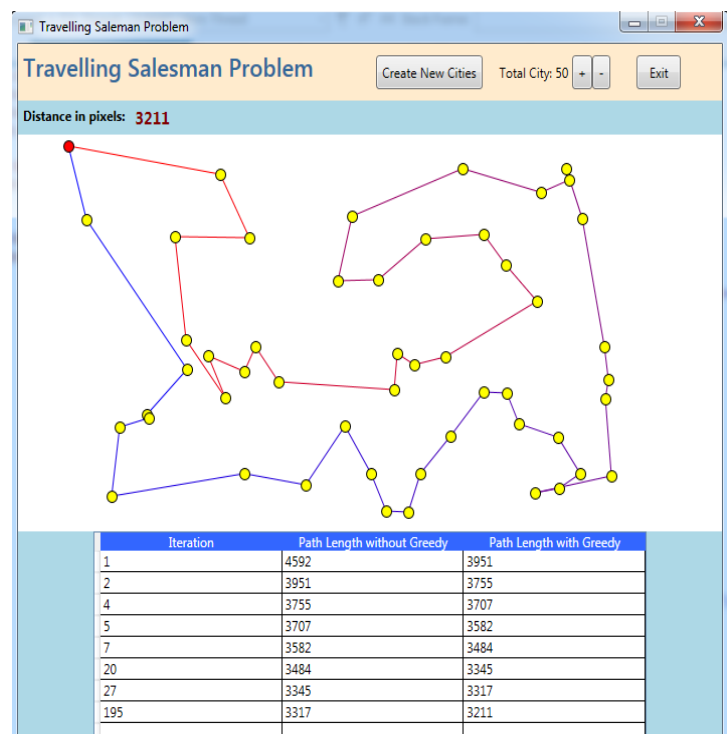 Travelling Saleman Problem
Travelling Salesman Problem Create New Cities Total City: 50 + - Exit
Distance in pixels: 3211
Iteration Path Length without Greedy Path Length with Greedy
1 4592 3951
2 3951 3755
4 3755 3707
5 3707 3582
7 3582 3484
20 3484 3345
27 3345 3317
195 3317 3211